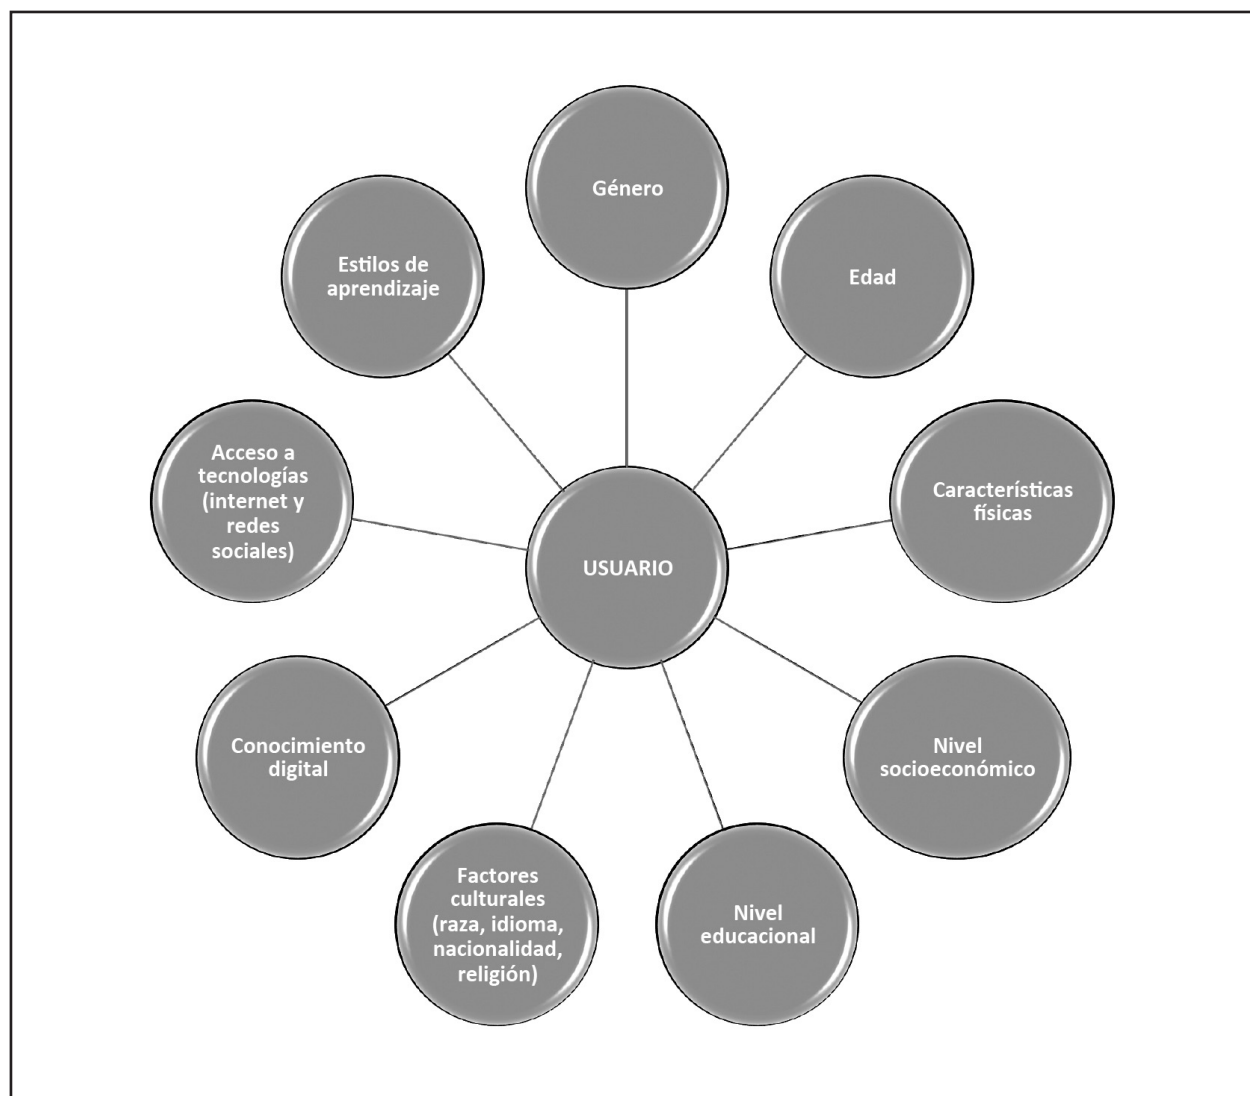 Género
Edad
Característísticas
físicas
Nivel
socioeconómico
Nivel
educacional
Factores
culturales
(raza, idioma,
nacionalidad,
religión)
Conocimiento
digital
Acceso a
tecnologías
(internet y
redes
sociales)
Estilos de
aprendizaje
USUARIO